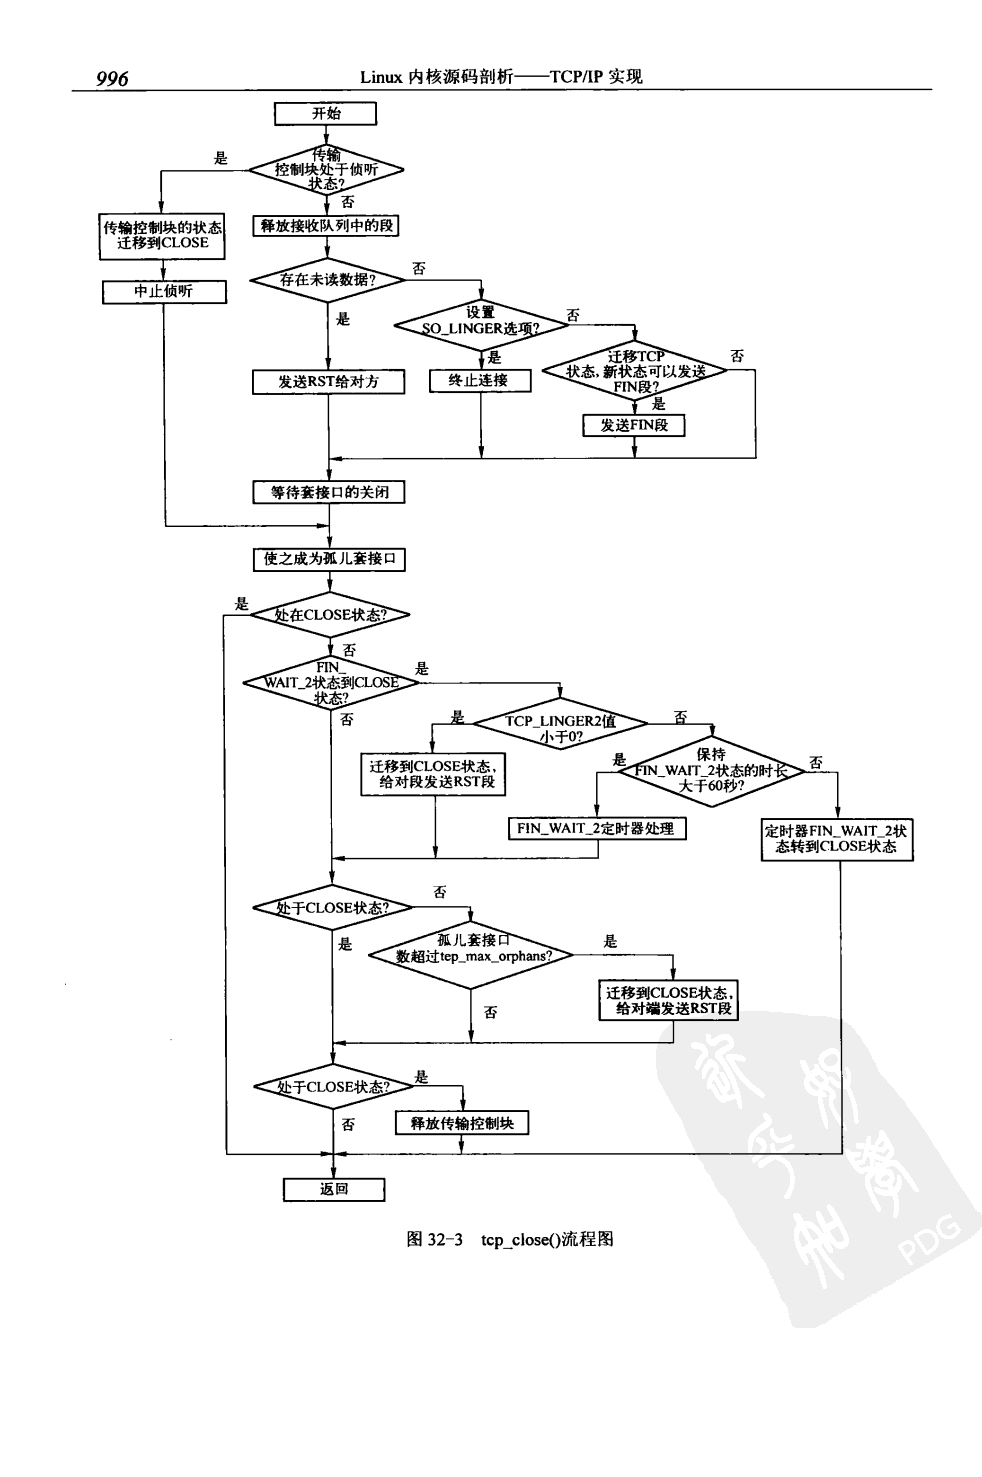 996
Linux 内核源码剖析——TCP/IP 实现
开始
传输
控制块处于侦听
状态?
是
否
传输控制块的状态
迁移到CLOSE
释放接收队列中的段
中止侦听
存在未读数据?
否
是
设置
SO_LINGER选项?
否
是
迁移TCP
状态, 新状态可以发送
FIN段?
否
是
发送RST给对方
终止连接
发送FIN段
等待套接口的关闭
使之成为孤儿套接口
是
处在CLOSE状态?
否
FIN_
WAIT_2状态到CLOSE
状态?
是
否
是
TCP_LINGER2值
小于0?
否
迁移到CLOSE状态,
给对段发送RST段
是
保持
FIN_WAIT_2状态的时长
大于60秒?
否
FIN_WAIT_2定时器处理
定时器FIN_WAIT_2状
态转到CLOSE状态
处于CLOSE状态?
否
是
孤儿套接口
数超过tep_max_orphans?
是
否
迁移到CLOSE状态,
给对端发送RST段
处于CLOSE状态?
是
否
释放传输控制块
返回
图 32-3 tcp_close()流程图
PDG